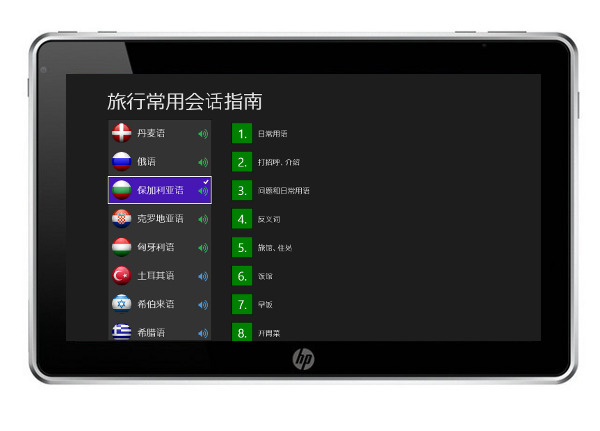 旅行常用会话指南
丹麦语
俄语
保加利亚语
克罗地亚语
匈牙利语
土耳其语
希伯来语
希腊语
1. 日常用语
2. 打招呼、介绍
3. 问题和日常用语
4. 反义词
5. 旅馆、住处
6. 饭馆
7. 早饭
8. 开胃菜
hp